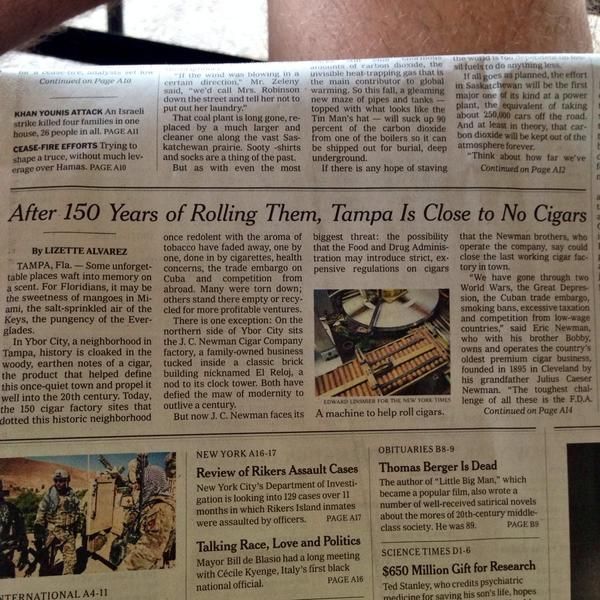 for a cease-fire, analysts set low
Continued on Page A10
KHAN YOUNIS ATTACK An Israeli
strike killed four families in one
house, 26 people in all. PAGE A11
CEASE-FIRE EFFORTS Trying to
shape a truce, without much lev-
erage over Hamas. PAGE A10
"If the wind was blowing in a
certain direction," Mr. Zeleny
said, "we'd call Mrs. Robinson
down the street and tell her not to
put out her laundry."
That coal plant is long gone, re-
placed by a much larger and
cleaner one along the vast Sas-
katchewan prairie. Sooty shirts
and socks are a thing of the past.
But as with even the most
amounts of carbon dioxide, the
invisible heat-trapping gas that is
the main contributor to global
warming. So this fall, a gleaming
new maze of pipes and tanks —
topped with what looks like the
Tin Man's hat — will suck up 90
percent of the carbon dioxide
from one of the boilers so it can
be shipped out for burial, deep
underground.
If there is any hope of staving
the world is too dependent on fos-
sil fuels to do anything less.
If all goes as planned, the effort
in Saskatchewan will be the first
major one of its kind at a power
plant, the equivalent of taking
about 250,000 cars off the road.
And at least in theory, that car-
bon dioxide will be kept out of the
atmosphere forever.
"Think about how far we've
Continued on Page A12
After 150 Years of Rolling Them, Tampa Is Close to No Cigars
By LIZETTE ALVAREZ
TAMPA, Fla. — Some unforget-
table places waft into memory on
a scent. For Floridians, it may be
the sweetness of mangoes in Mi-
ami, the salt-sprinkled air of the
Keys, the pungency of the Ever-
glades.
In Ybor City, a neighborhood in
Tampa, history is cloaked in the
woody, earthen notes of a cigar,
the product that helped define
this once-quiet town and propel it
well into the 20th century. Today,
the 150 cigar factory sites that
dotted this historic neighborhood
once redolent with the aroma of
tobacco have faded away, one by
one, done in by cigarettes, health
concerns, the trade embargo on
Cuba and competition from
abroad. Many were torn down;
others stand there empty or recy-
cled for more profitable ventures.
There is one exception: On the
northern side of Ybor City sits
the J. C. Newman Cigar Company
factory, a family-owned business
tucked inside a classic brick
building nicknamed El Reloj, a
nod to its clock tower. Both have
defied the maw of modernity to
outlive a century.
But now J. C. Newman faces its
biggest threat: the possibility
that the Food and Drug Adminis-
tration may introduce strict, ex-
pensive regulations on cigars
EDWARD LINSMIER FOR THE NEW YORK TIMES
A machine to help roll cigars.
that the Newman brothers, who
operate the company, say could
close the last working cigar fac-
tory in town.
"We have gone through two
World Wars, the Great Depres-
sion, the Cuban trade embargo,
smoking bans, excessive taxation
and competition from low-wage
countries," said Eric Newman,
who with his brother Bobby,
owns and operates the country's
oldest premium cigar business,
founded in 1895 in Cleveland by
his grandfather Julius Caeser
Newman. "The toughest chal-
lenge of all these is the F.D.A.
Continued on Page A14
INTERNATIONAL A4-11
NEW YORK A16-17
Review of Rikers Assault Cases
New York City's Department of Investi-
gation is looking into 129 cases over 11
months in which Rikers Island inmates
were assaulted by officers. PAGE A17
Talking Race, Love and Politics
Mayor Bill de Blasio had a long meeting
with Cécile Kyenge, Italy's first black
national official. PAGE A16
OBITUARIES B8-9
Thomas Berger Is Dead
The author of "Little Big Man," which
became a popular film, also wrote a
number of well-received satirical novels
about the mores of 20th-century middle-
class society. He was 89. PAGE B9
SCIENCE TIMES D1-6
$650 Million Gift for Research
Ted Stanley, who credits psychiatric
medicine for saving his son's life, hopes